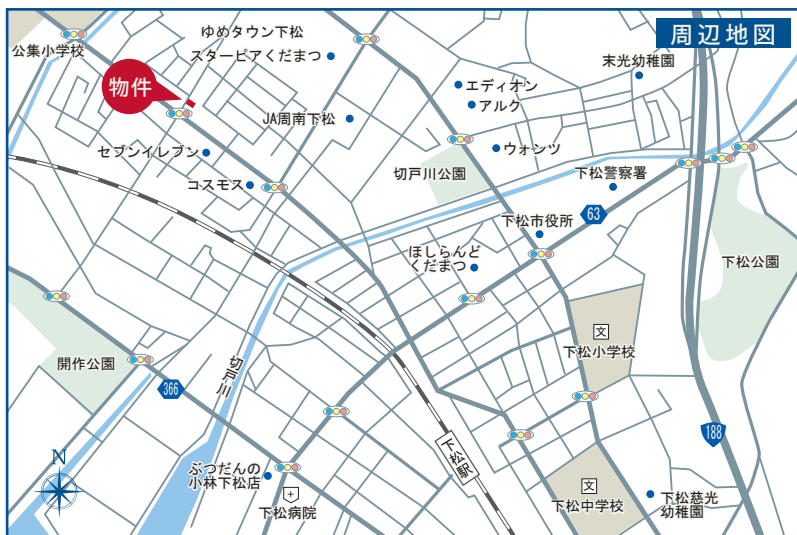 周辺地図
公集小学校
ゆめタウン下松
スターピアくだまつ
物件
エディオン
アルク
末光幼稚園
JA周南下松
セブンイレブン
ウォンツ
コスモス
切戸川公園
下松警察署
63
下松市役所
ほしらんど
くだまつ
下松公園
文
下松小学校
開作公園
366
切戸川
188
下松駅
N
ぶつだんの
小林下松店
下松病院
文
下松中学校
下松慈光
幼稚園